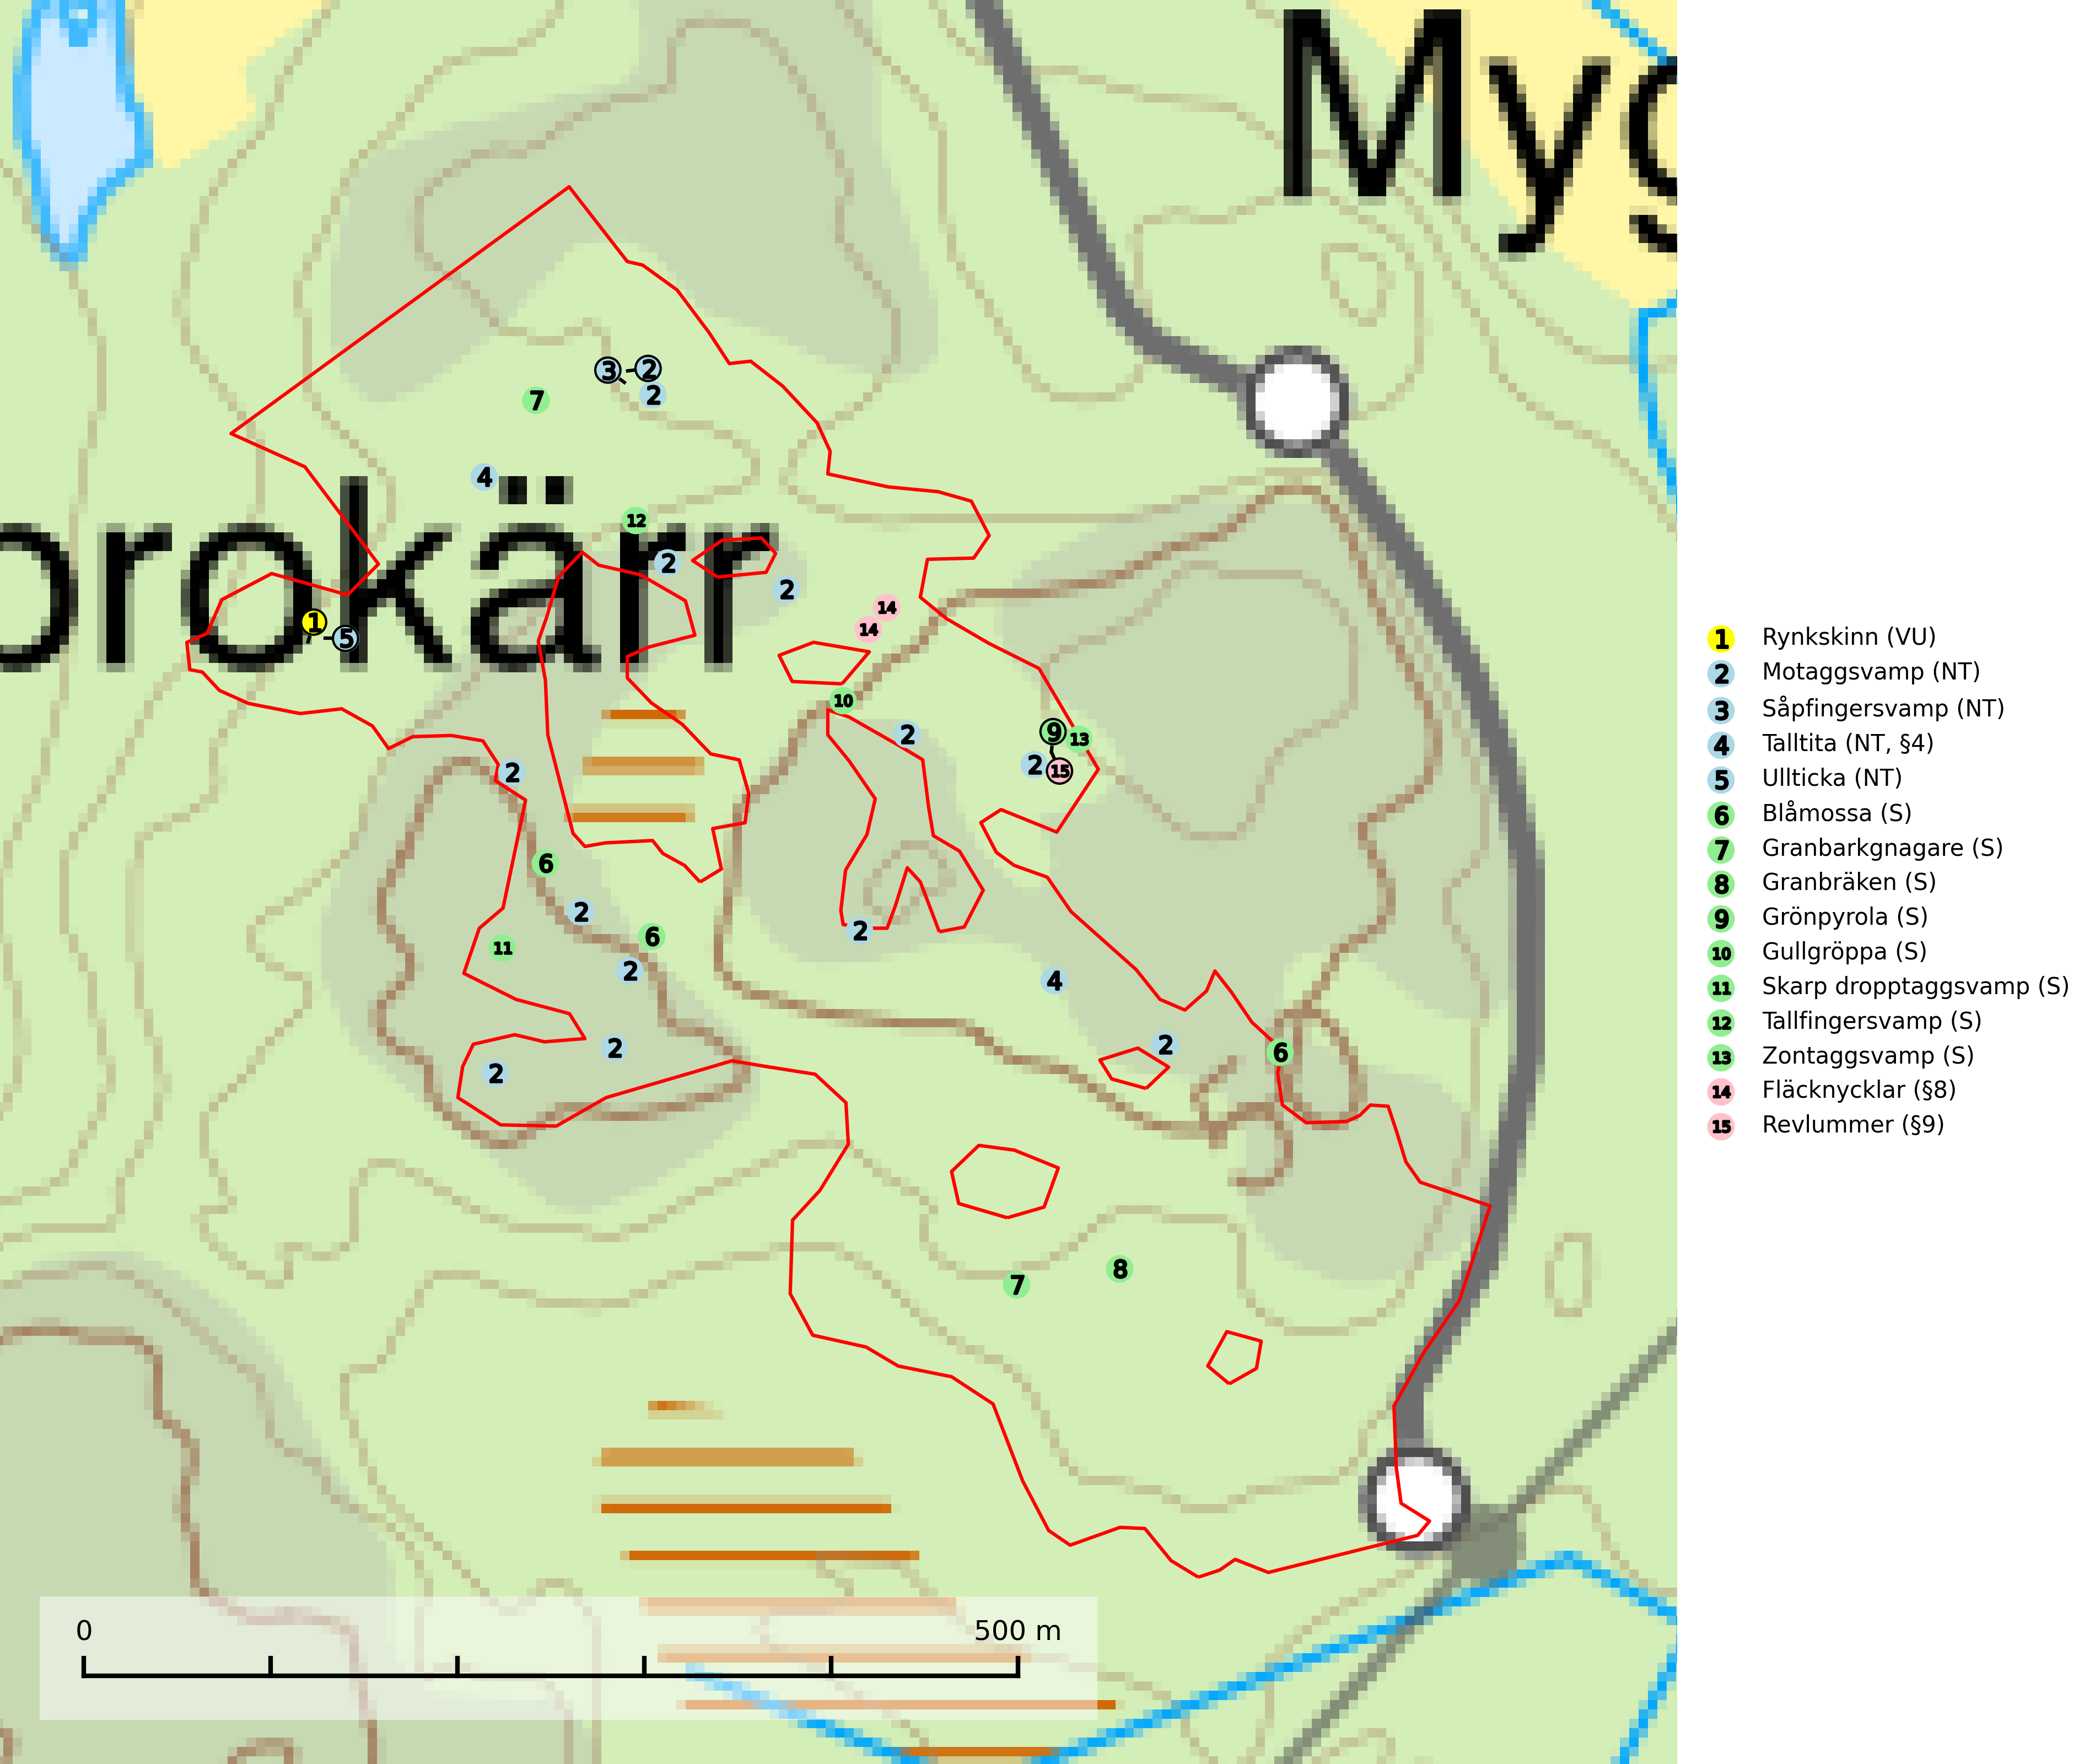 Myg
3 2
2
7
4
12
prokärr
2
2
14
1
14
5
10
2
9
13
2
2
15
6
2
2
6
11
2
4
2
2
6
2
8
7
0 500 m
1 Rynkskinn (VU)
2 Motaggsvamp (NT)
3 Såpfingersvamp (NT)
4 Talltita (NT, §4)
5 Ullticka (NT)
6 Blåmossa (S)
7 Granbarkgnagare (S)
8 Granbräken (S)
9 Grönpyrola (S)
10 Gullgröppa (S)
11 Skarp dropptaggsvamp (S)
12 Tallfingersvamp (S)
13 Zontaggsvamp (S)
14 Fläcknycklar (§8)
15 Revlummer (§9)